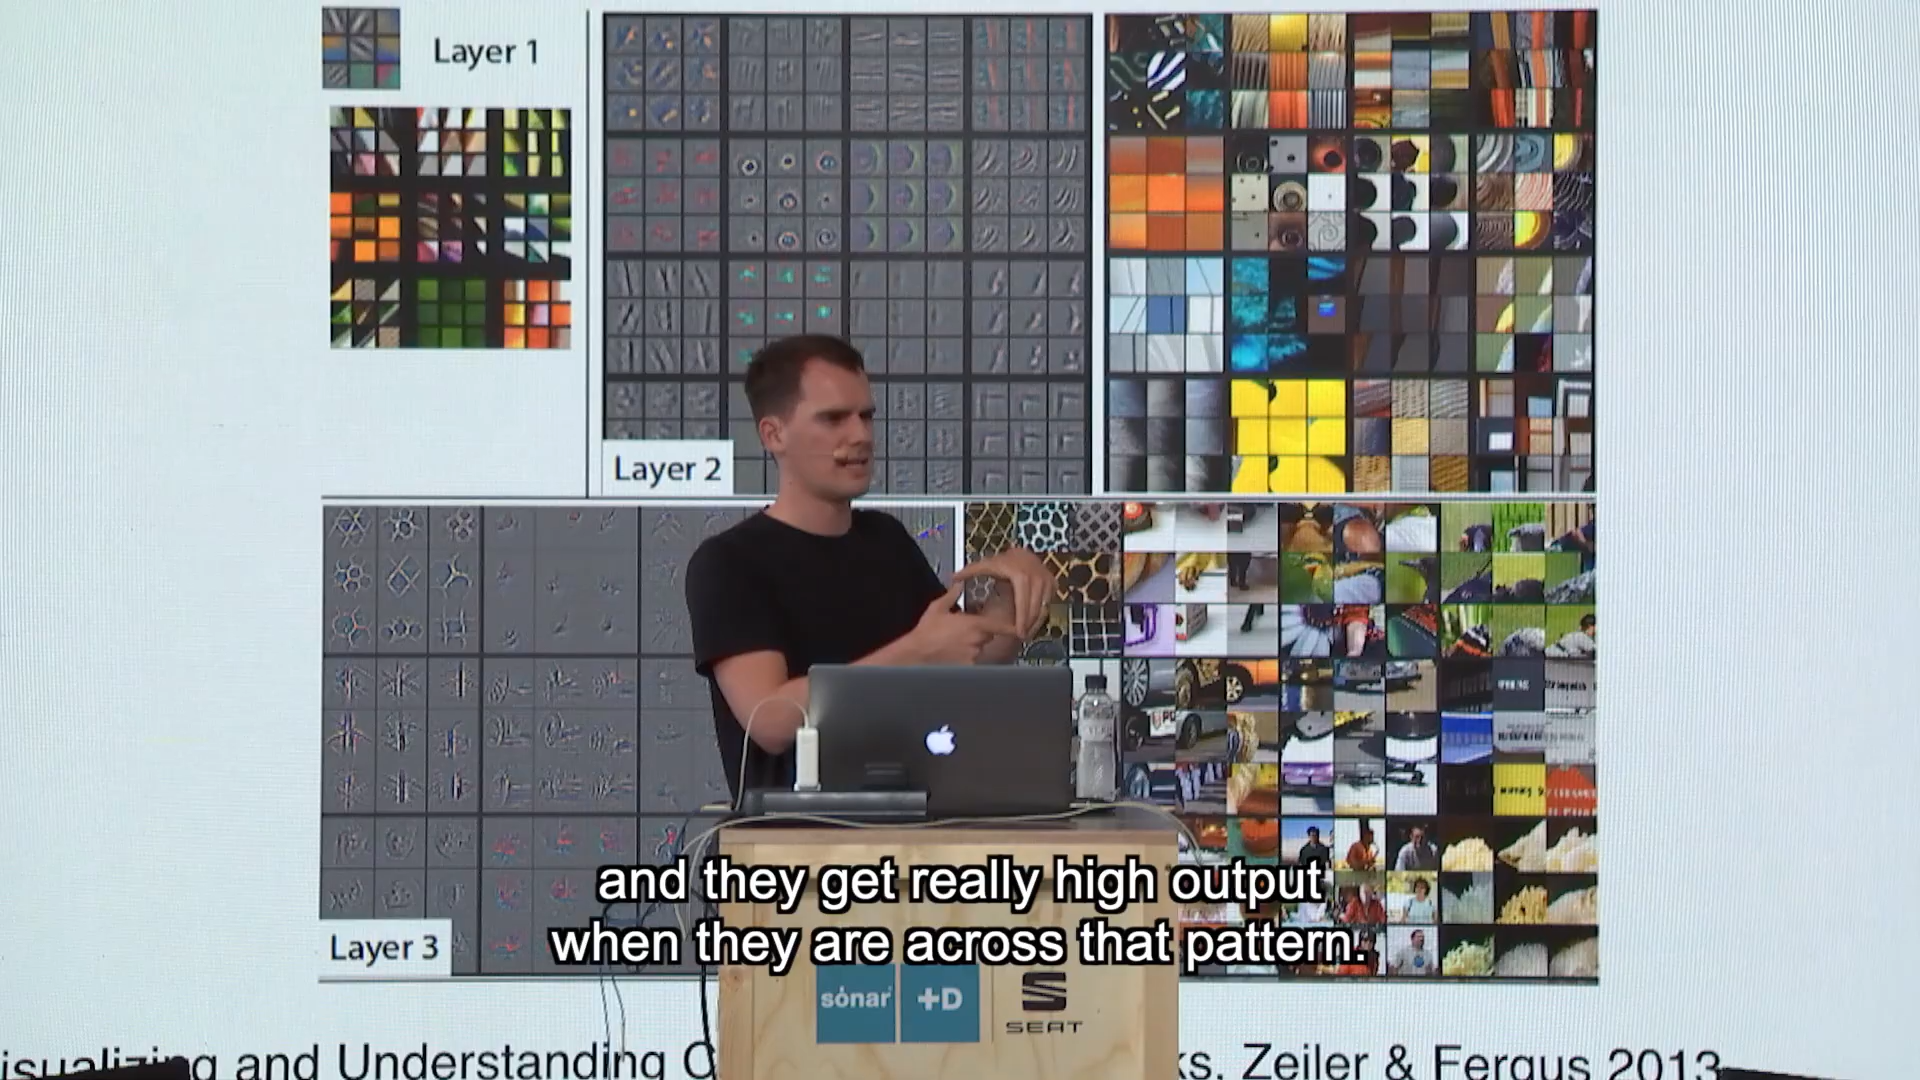 Layer 1
Layer 2
Layer 3
and they get really high output
when they are across that pattern.
sónar
+D
SEAT
and Understanding
Zeiler & Fergus 2013